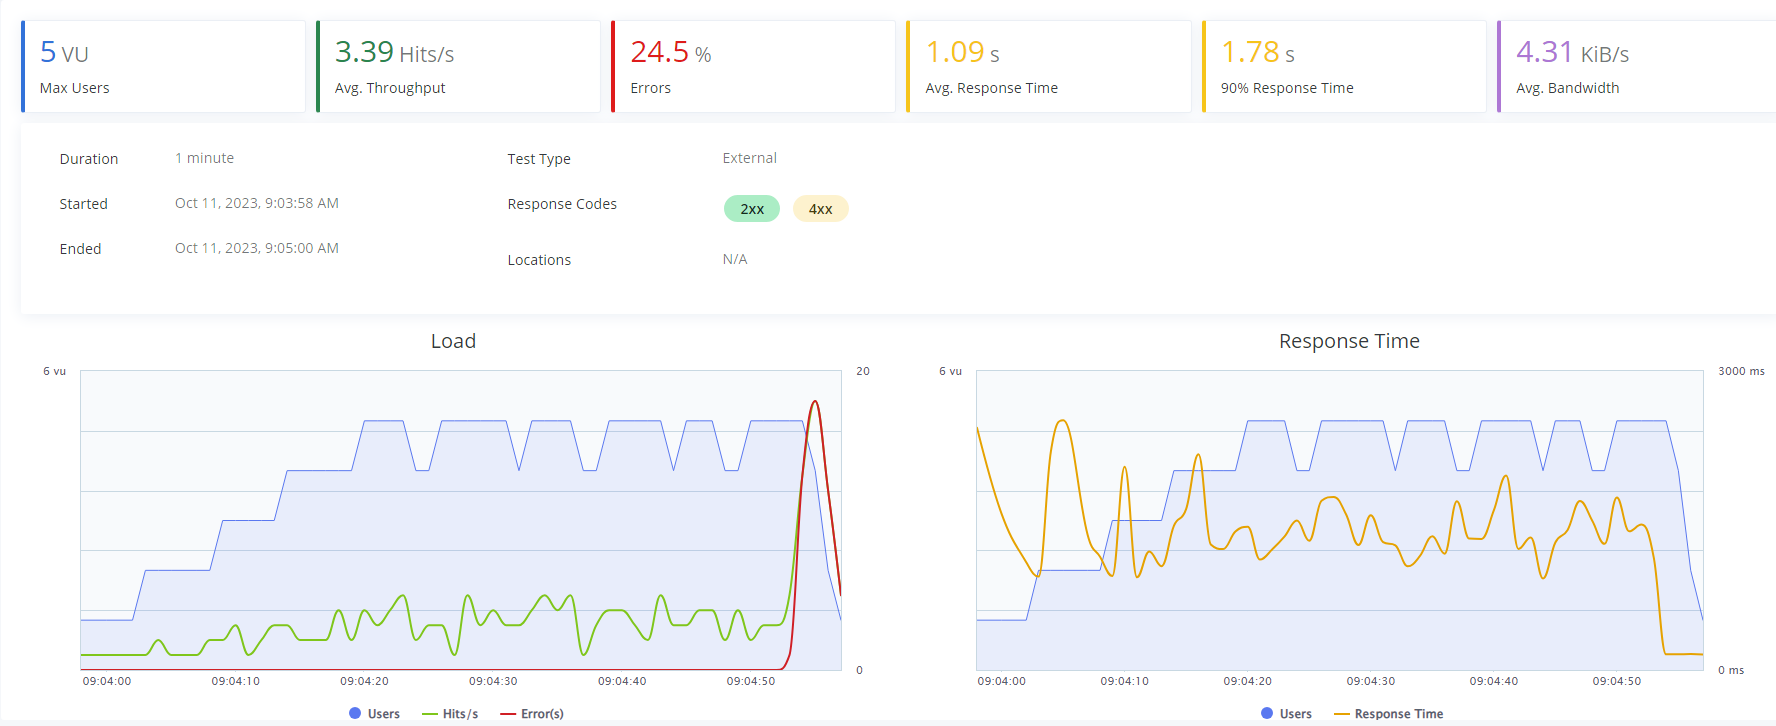 5 VU
Max Users
3.39 Hits/s
Avg. Throughput
24.5 %
Errors
1.09 s
Avg. Response Time
1.78 s
90% Response Time
4.31 KiB/s
Avg. Bandwidth
Duration 1 minute
Started Oct 11, 2023, 9:03:58 AM
Ended Oct 11, 2023, 9:05:00 AM
Test Type External
Response Codes 2xx 4xx
Locations N/A
Load
6 vu
20
0
09:04:00 09:04:10 09:04:20 09:04:30 09:04:40 09:04:50
Users Hits/s Error(s)
Response Time
6 vu
3000 ms
0 ms
09:04:00 09:04:10 09:04:20 09:04:30 09:04:40 09:04:50
Users Response Time